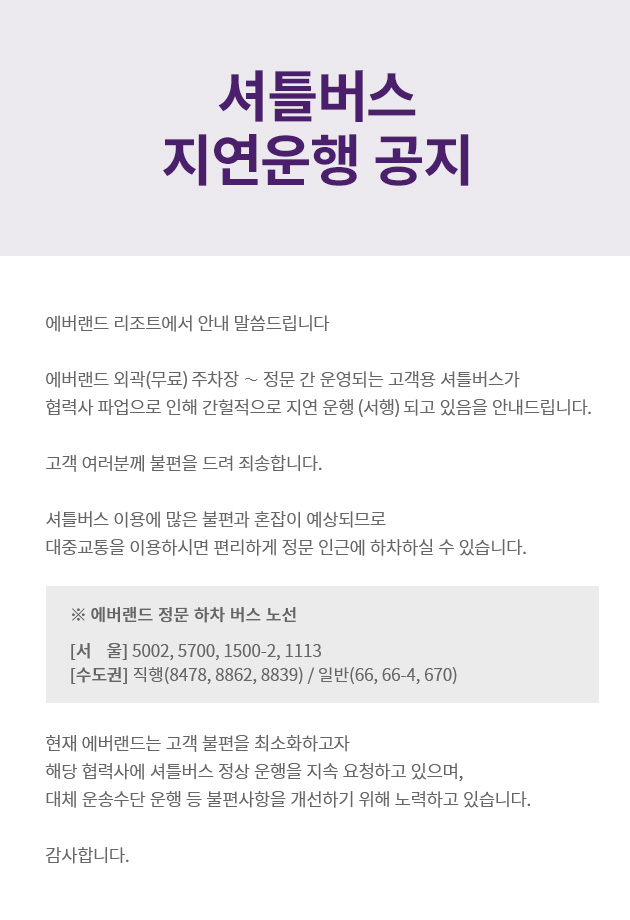 셔틀버스
지연운행 공지
에버랜드 리조트에서 안내 말씀드립니다
에버랜드 외곽(무료) 주차장 ~ 정문 간 운영되는 고객용 셔틀버스가
협력사 파업으로 인해 간헐적으로 지연 운행 (서행) 되고 있음을 안내드립니다.
고객 여러분께 불편을 드려 죄송합니다.
셔틀버스 이용에 많은 불편과 혼잡이 예상되므로
대중교통을 이용하시면 편리하게 정문 인근에 하차하실 수 있습니다.
※ 에버랜드 정문 하차 버스 노선
[서 울] 5002, 5700, 1500-2, 1113
[수도권] 직행(8478, 8862, 8839) / 일반(66, 66-4, 670)
현재 에버랜드는 고객 불편을 최소화하고자
해당 협력사에 셔틀버스 정상 운행을 지속 요청하고 있으며,
대체 운송수단 운행 등 불편사항을 개선하기 위해 노력하고 있습니다.
감사합니다.